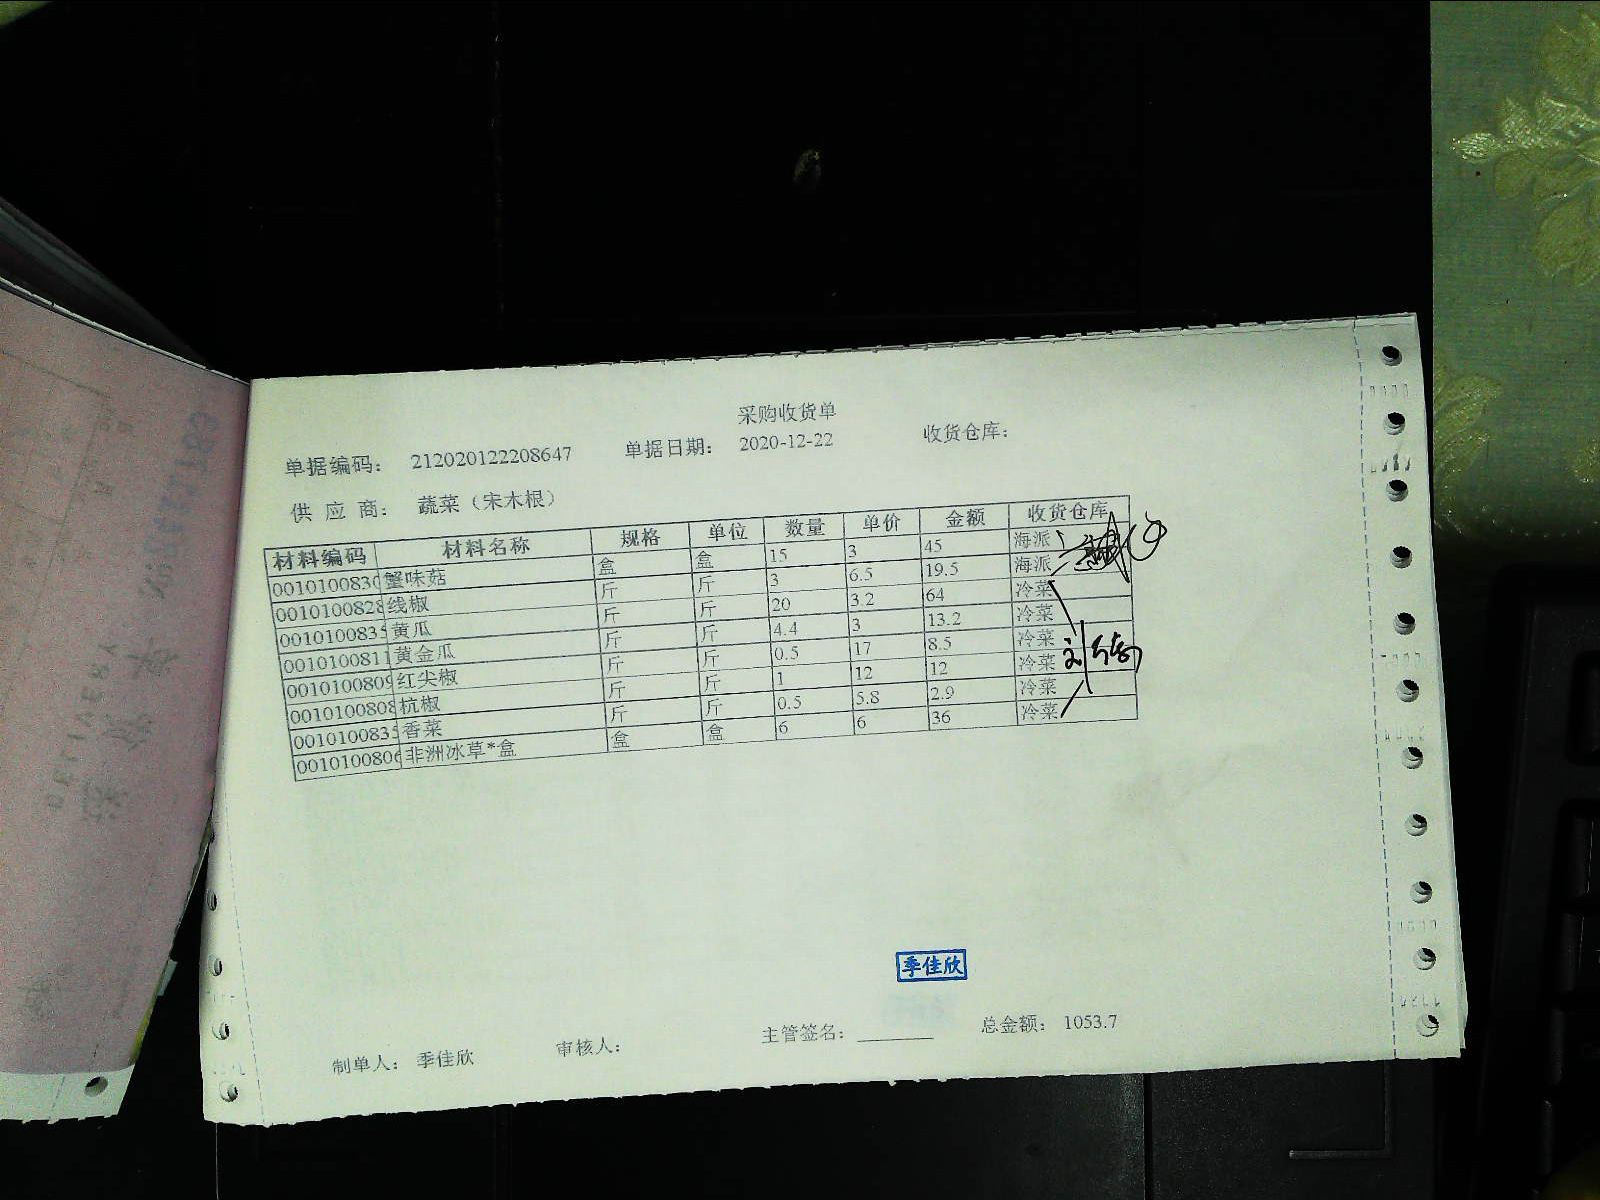 采购收货单
单据编码： 212020122208647 单据日期： 2020-12-22 收货仓库：
供 应 商： 蔬菜（宋木根）
材料编码 材料名称 规格 单位 数量 单价 金额 收货仓库
001010083 蟹味菇 盒 盒 15 3 45 海派
0010100828 线椒 斤 斤 3 6.5 19.5 海派
0010100835 黄瓜 斤 斤 20 3.2 64 冷菜
0010100811 黄金瓜 斤 斤 4.4 3 13.2 冷菜
0010100809 红尖椒 斤 斤 0.5 17 8.5 冷菜
0010100808 杭椒 斤 斤 1 12 12 冷菜
0010100835 香菜 斤 斤 0.5 5.8 2.9 冷菜
0010100806 非洲冰草*盒 盒 盒 6 6 36 冷菜
季佳欣
制单人： 季佳欣 审核人： 主管签名： 总金额： 1053.7